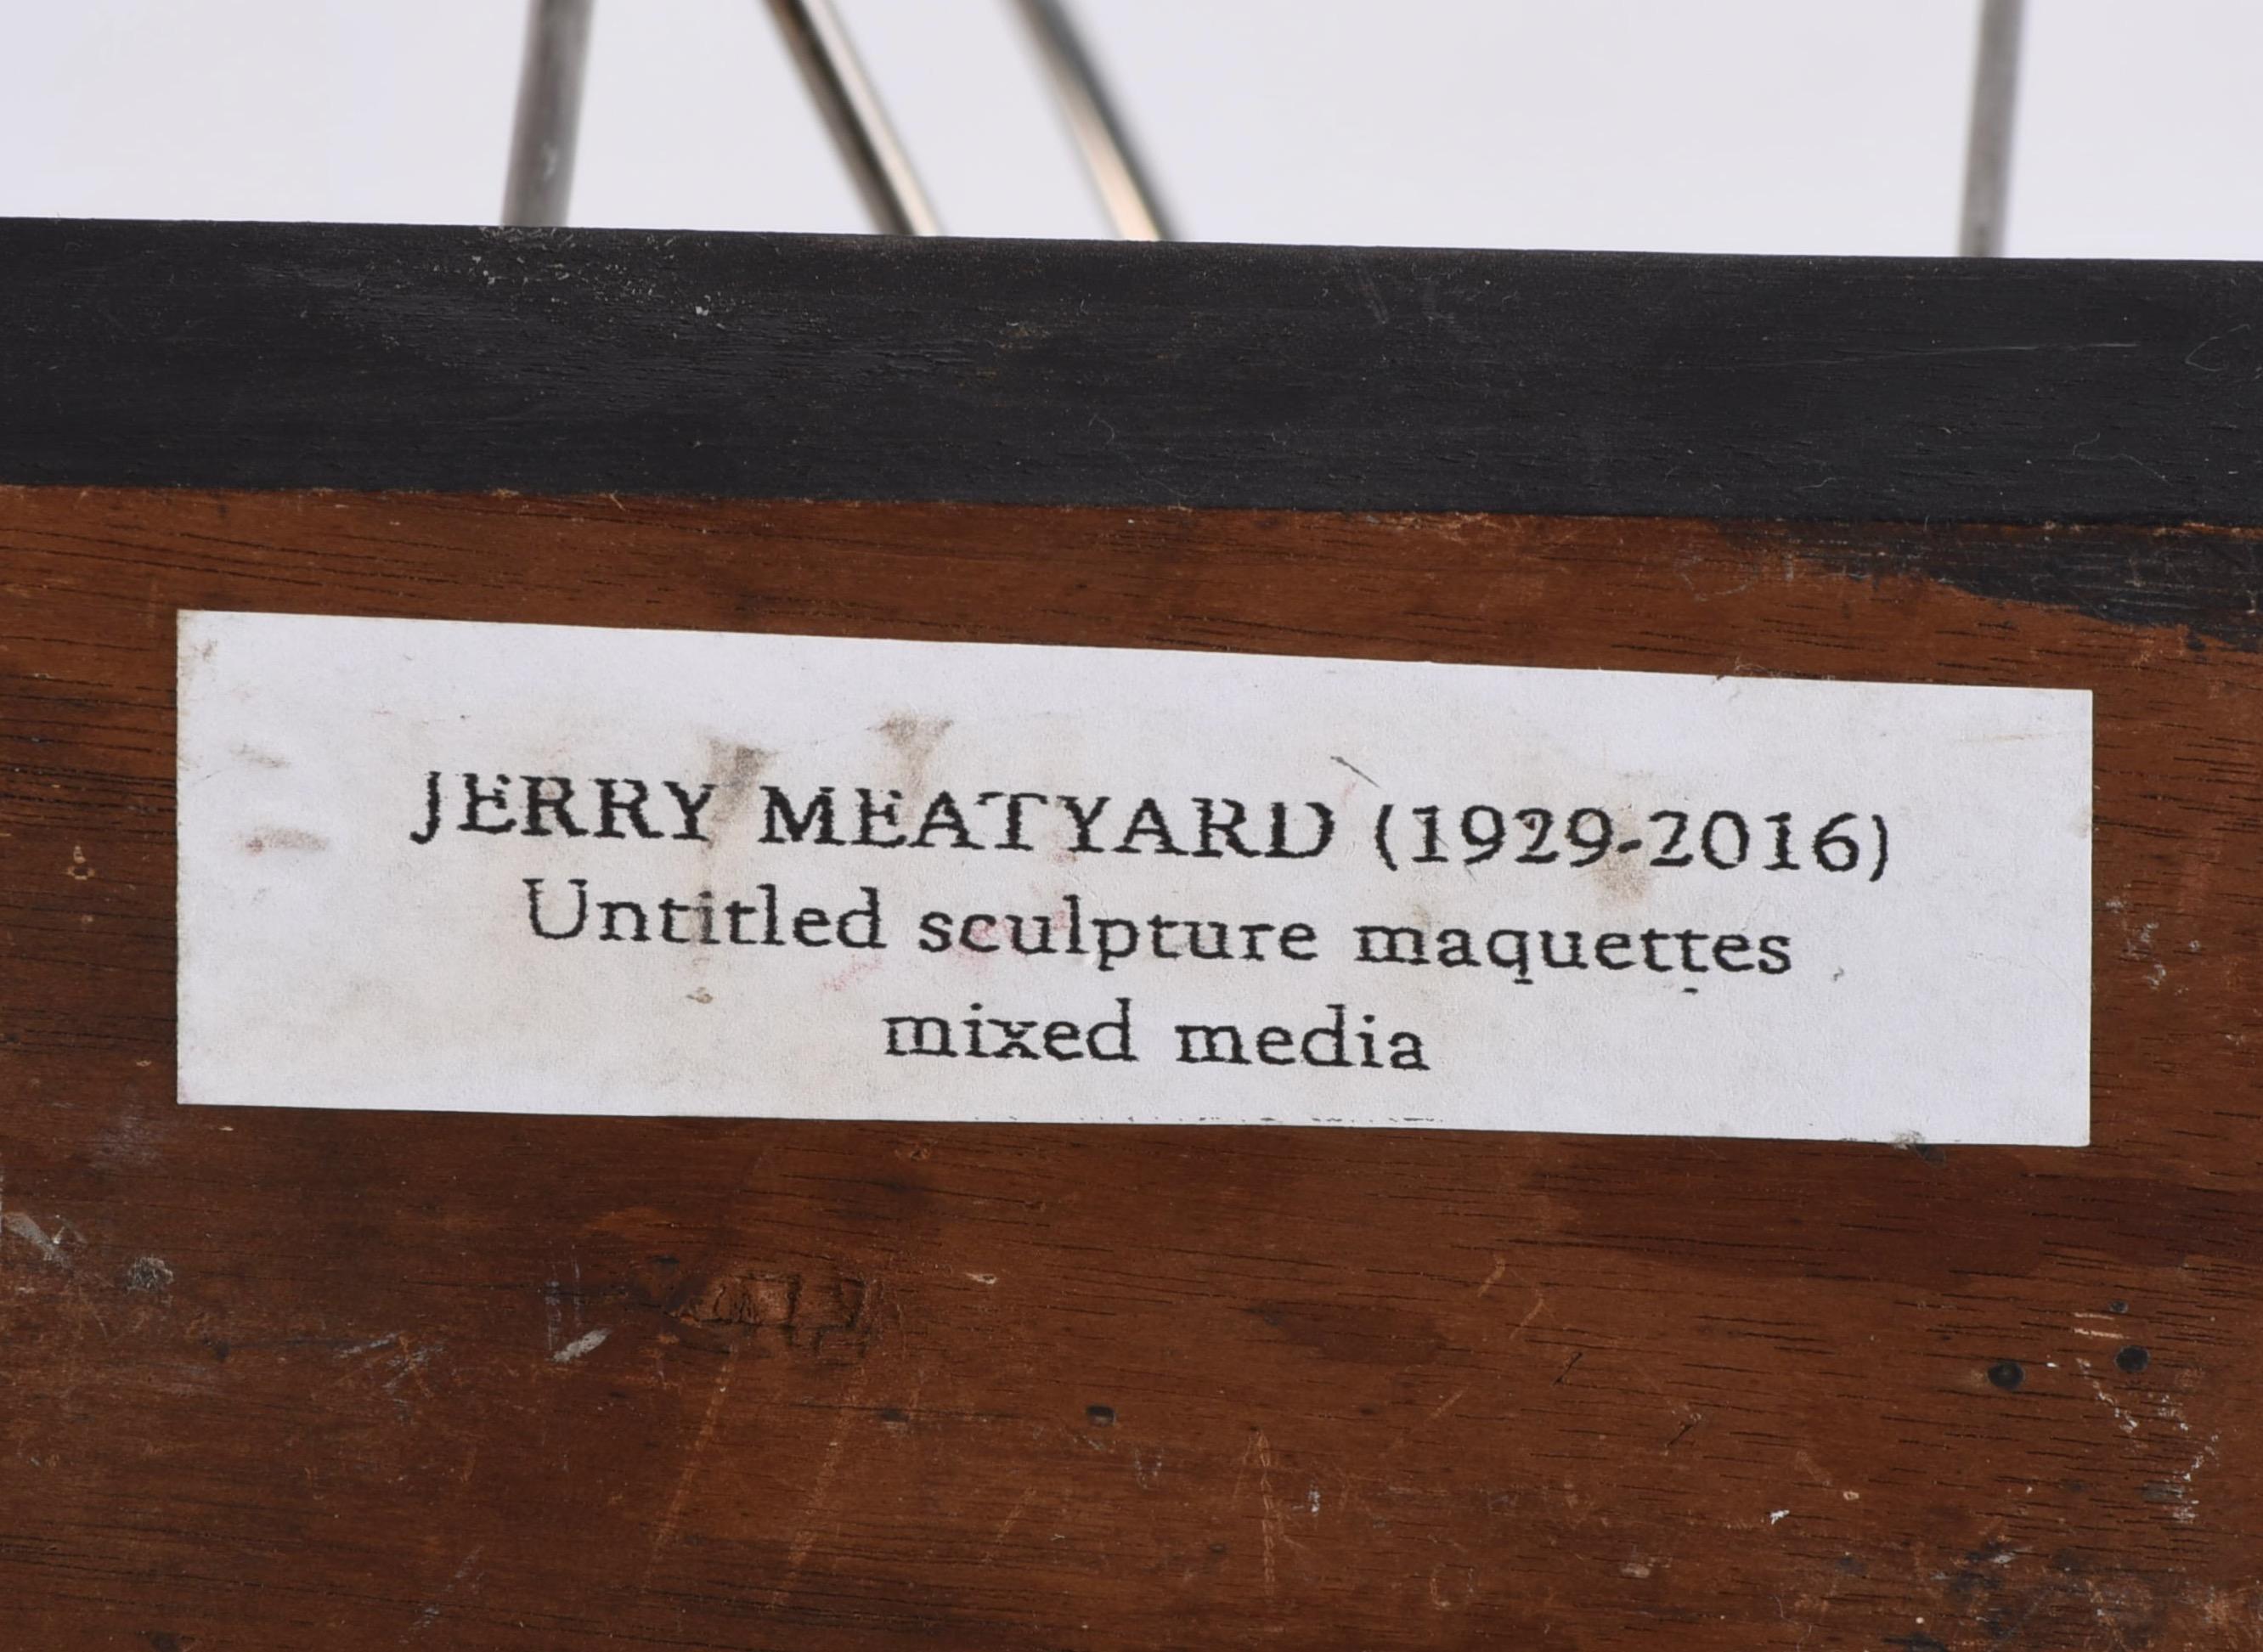 JERRY MEATYARD (1929-2016)
Untitled sculpture maquettes
mixed media